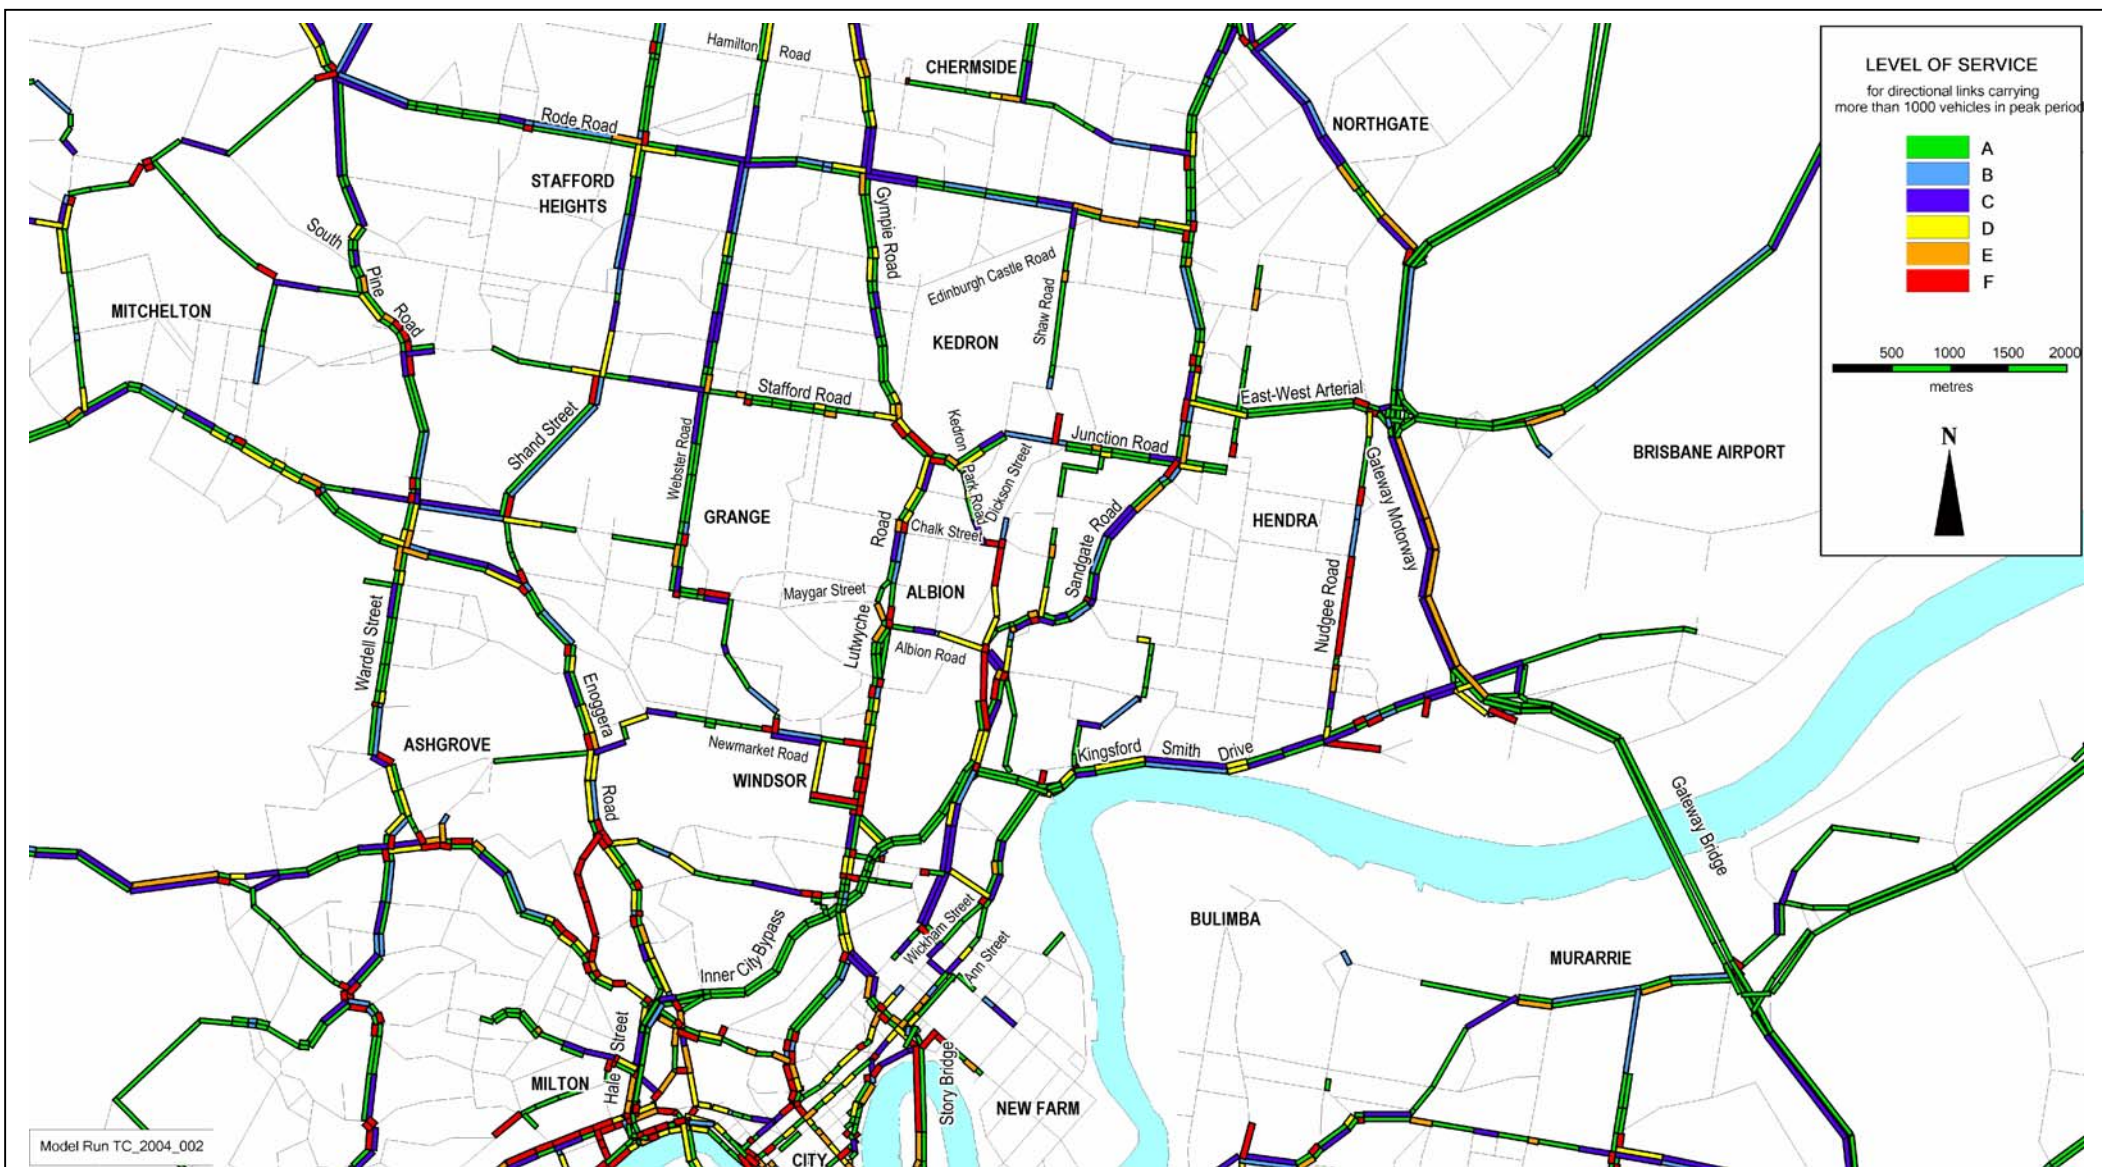 LEVEL OF SERVICE
for directional links carrying
more than 1000 vehicles in peak period
A
B
C
D
E
F
500 1000 1500 2000
metres
N
Hamilton Road
CHERMSIDE
NORTHGATE
Rode Road
STAFFORD
HEIGHTS
Gympie Road
South Pine Road
Edinburgh Castle Road
Shaw Road
MITCHELTON
KEDRON
Stafford Road
East-West Arterial
Shand Street
Webster Road
Kedron Park Road
Junction Road
Dickson Street
Gateway Motorway
BRISBANE AIRPORT
GRANGE
Chalk Street
Sandgate Road
HENDRA
Nudgee Road
Maygar Street
ALBION
Wardell Street
Lutwyche Road
Albion Road
Enoggera Road
ASHGROVE
Newmarket Road
WINDSOR
Kingsford Smith Drive
Gateway Bridge
Inner City Bypass
Wickham Street
Ann Street
BULIMBA
MURARRIE
Hale Street
MILTON
Story Bridge
NEW FARM
CITY
Model Run TC_2004_002